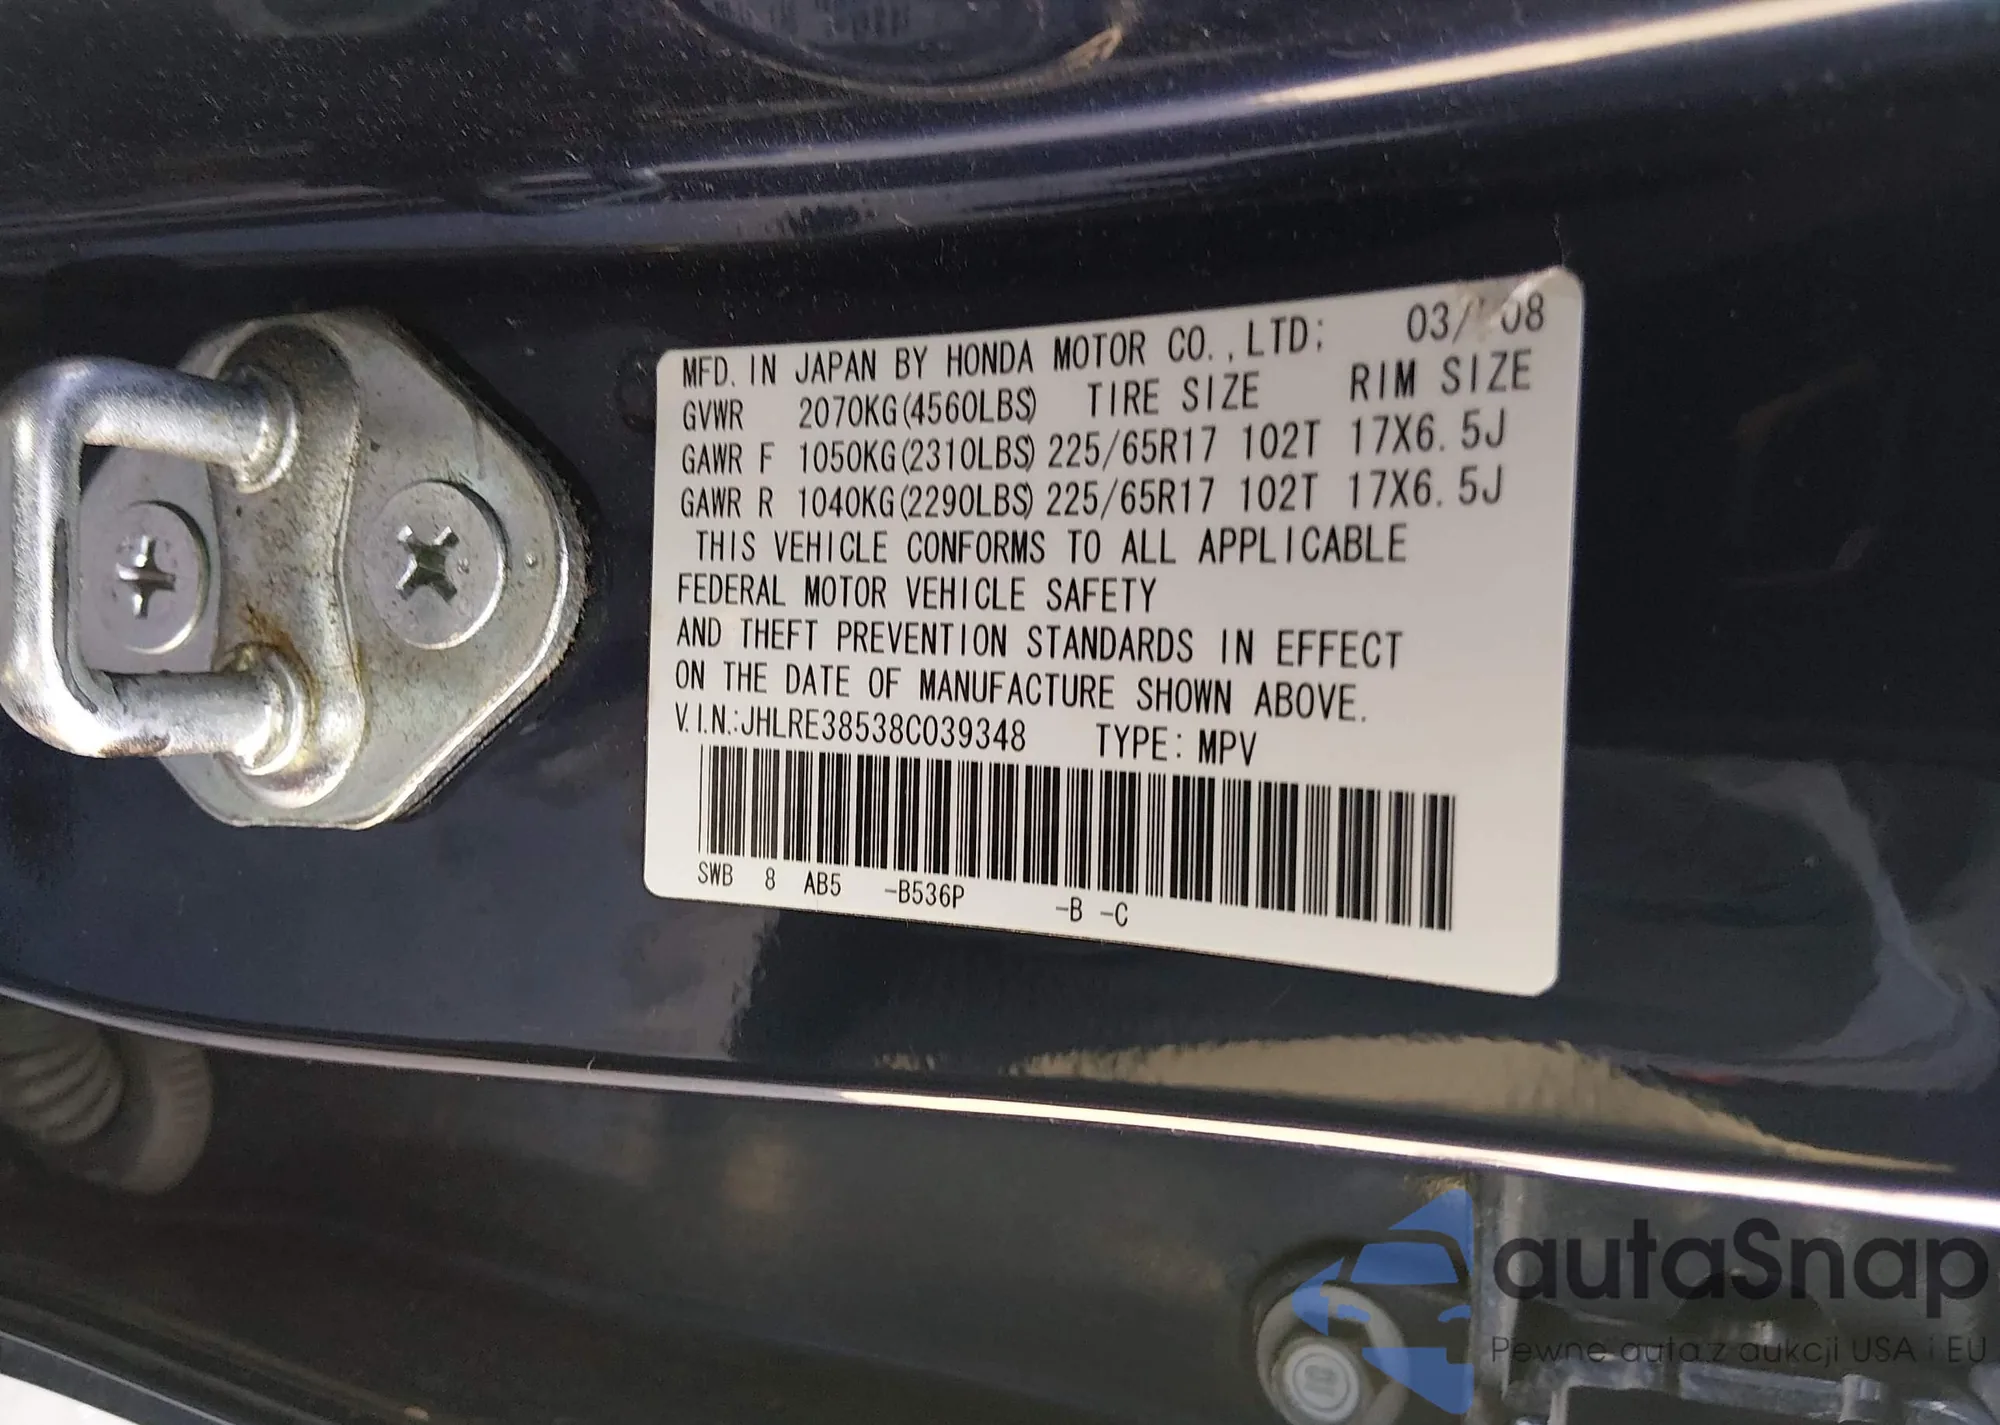 MFD. IN JAPAN BY HONDA MOTOR CO., LTD; 03/ 08
GVWR 2070KG(4560LBS) TIRE SIZE RIM SIZE
GAWR F 1050KG(2310LBS) 225/65R17 102T 17X6.5J
GAWR R 1040KG(2290LBS) 225/65R17 102T 17X6.5J
THIS VEHICLE CONFORMS TO ALL APPLICABLE
FEDERAL MOTOR VEHICLE SAFETY
AND THEFT PREVENTION STANDARDS IN EFFECT
ON THE DATE OF MANUFACTURE SHOWN ABOVE.
V.I.N.:JHLRE38538C039348 TYPE: MPV
SWB 8 AB5 -B536P -B -C
autaSnap
Pewne auta z aukcji USA i EU